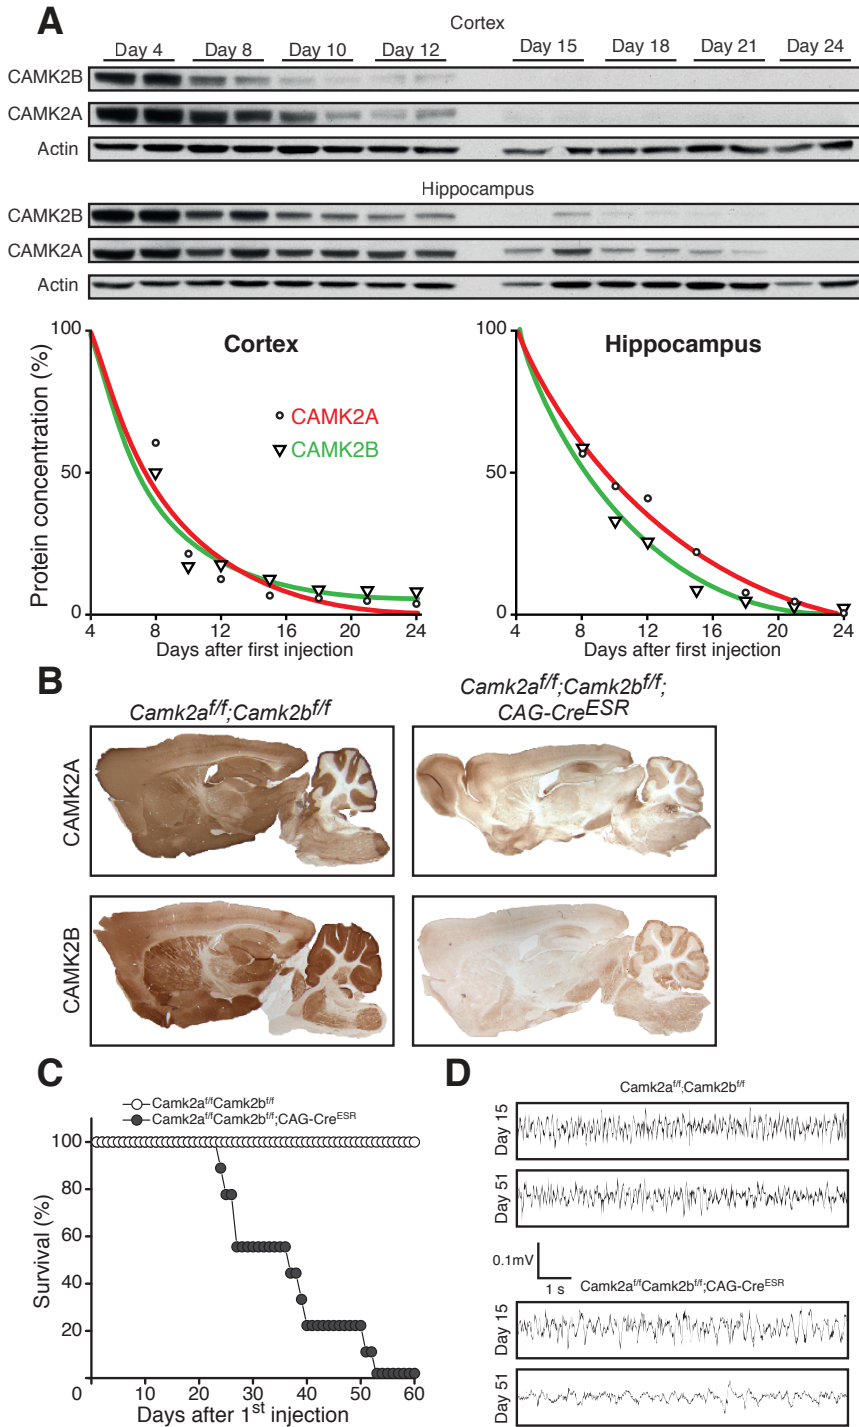 A
Cortex
Day 4 Day 8 Day 10 Day 12 Day 15 Day 18 Day 21 Day 24
CAMK2B
CAMK2A
Actin
Hippocampus
CAMK2B
CAMK2A
Actin
Cortex
Hippocampus
CAMK2A
CAMK2B
Protein concentration (%)
100
50
0
4 8 12 16 20 24
Days after first injection
100
50
0
4 8 12 16 20 24
Days after first injection
B
Camk2a^f/f;Camk2b^f/f
Camk2a^f/f;Camk2b^f/f;
CAG-Cre^ESR
CAMK2A
CAMK2B
C
Camk2a^f/fCamk2b^f/f
Camk2a^f/fCamk2b^f/f;CAG-Cre^ESR
Survival (%)
100
80
60
40
20
0 10 20 30 40 50 60
Days after 1^st injection
D
Camk2a^f/f;Camk2b^f/f
Day 15
Day 51
0.1mV
1 s
Camk2a^f/fCamk2b^f/f;CAG-Cre^ESR
Day 15
Day 51